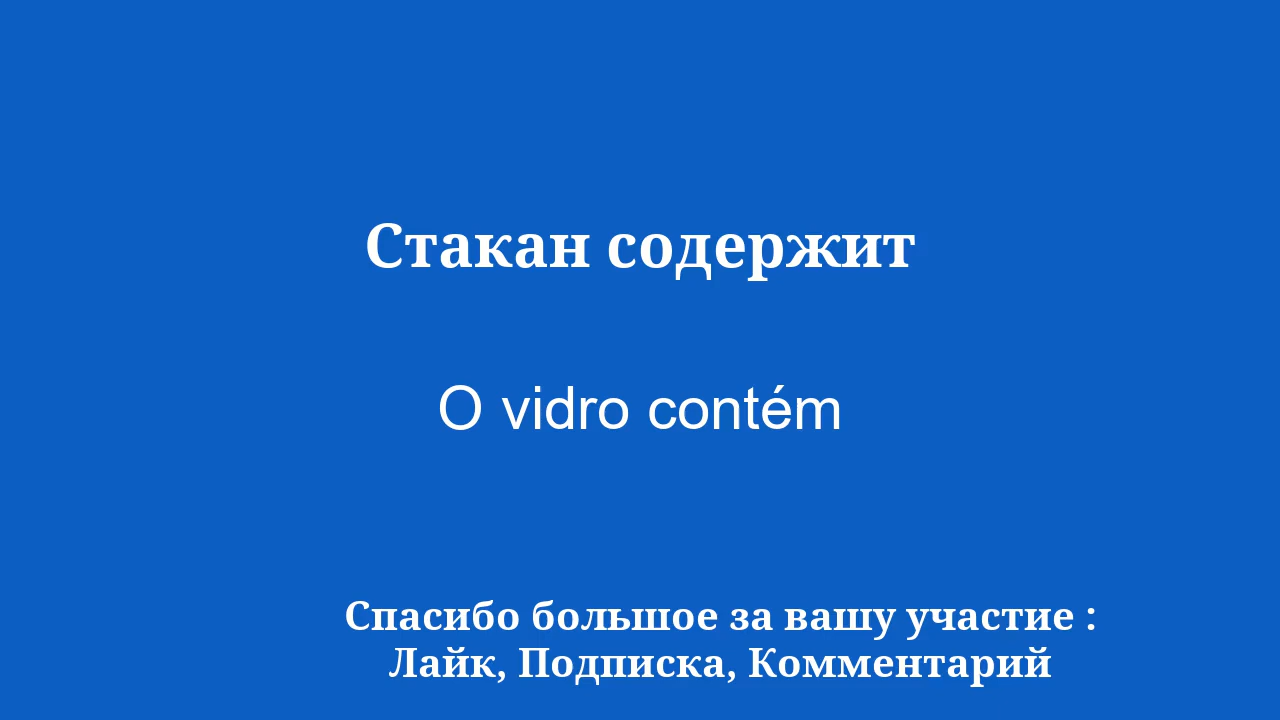 Стакан содержит
O vidro contém
Спасибо большое за вашу участие :
Лайк, Подписка, Комментарий